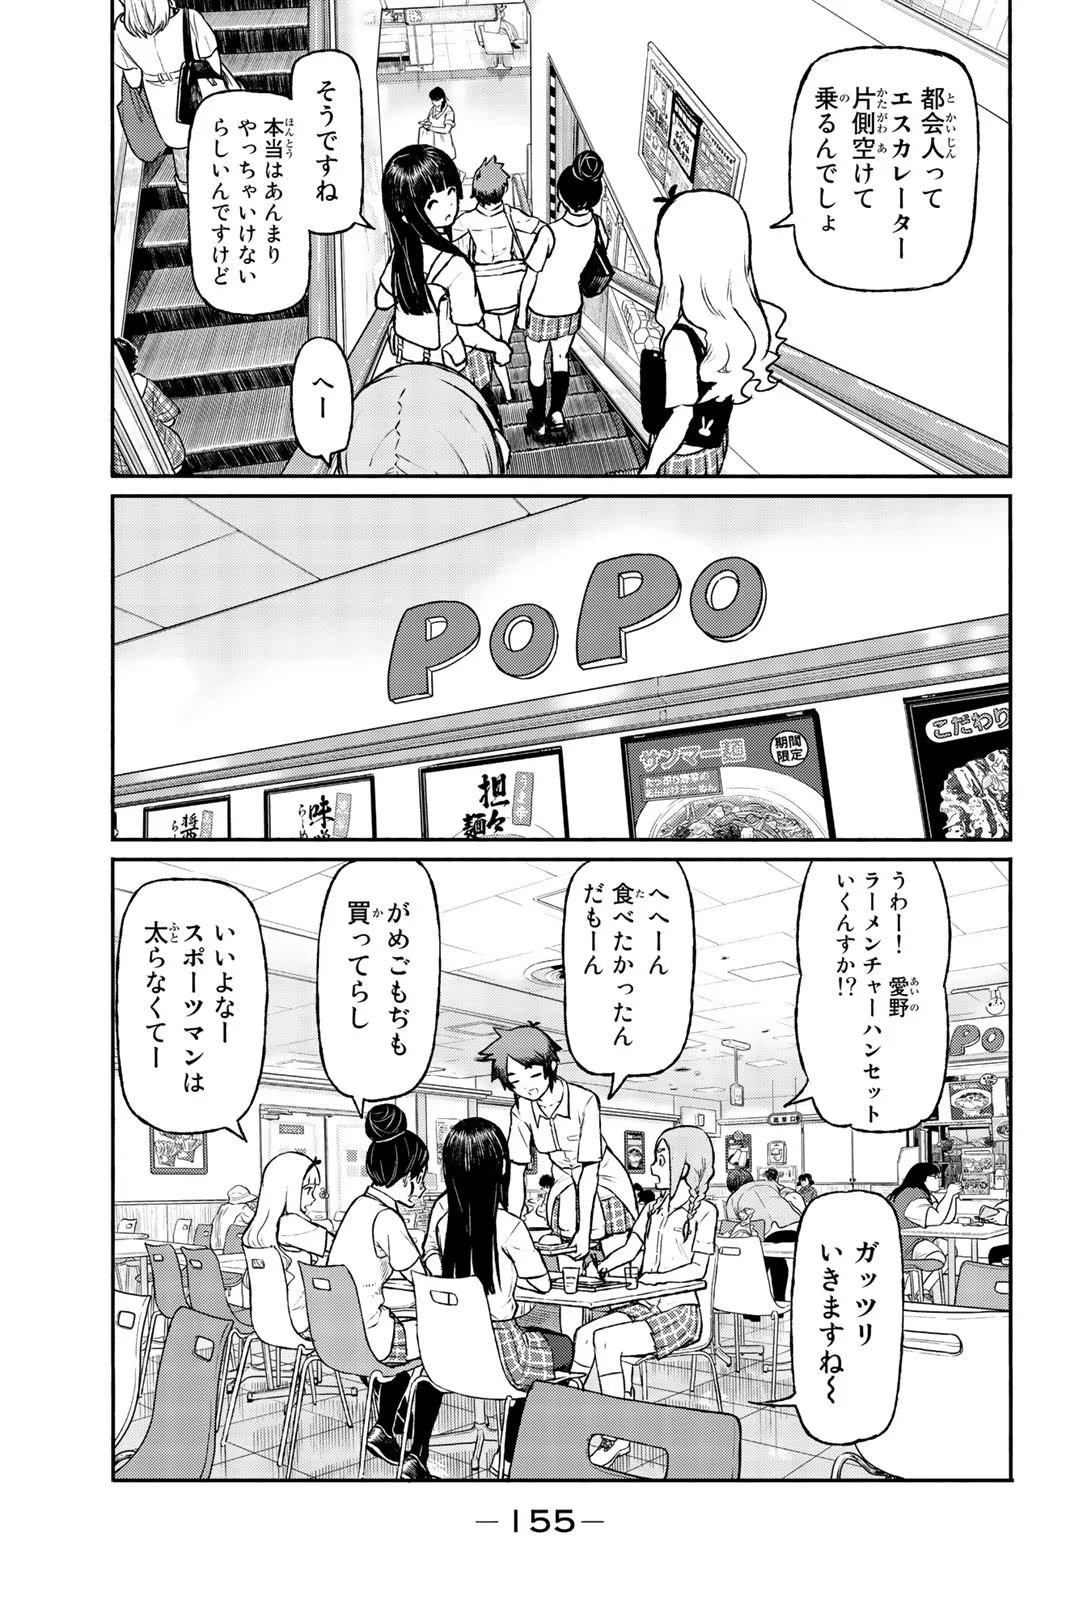 都会人って
エスカレーター
片側空けて
乗るんでしょ
そうですね
本当はあんまり
やっちゃいけない
らしいんですけど
へー
POPO
こだわり
期間
限定
サンマー麺
担
々
麺
味
うわー！ 愛野
ラーメンチャーハンセット
いくんすか!?
へへーん
食べたかったん
だもーん
がめごもぢも
買ってらし
いいよなー
スポーツマンは
太らなくてー
POPO
ガッツリ
いきますね〜
—155—